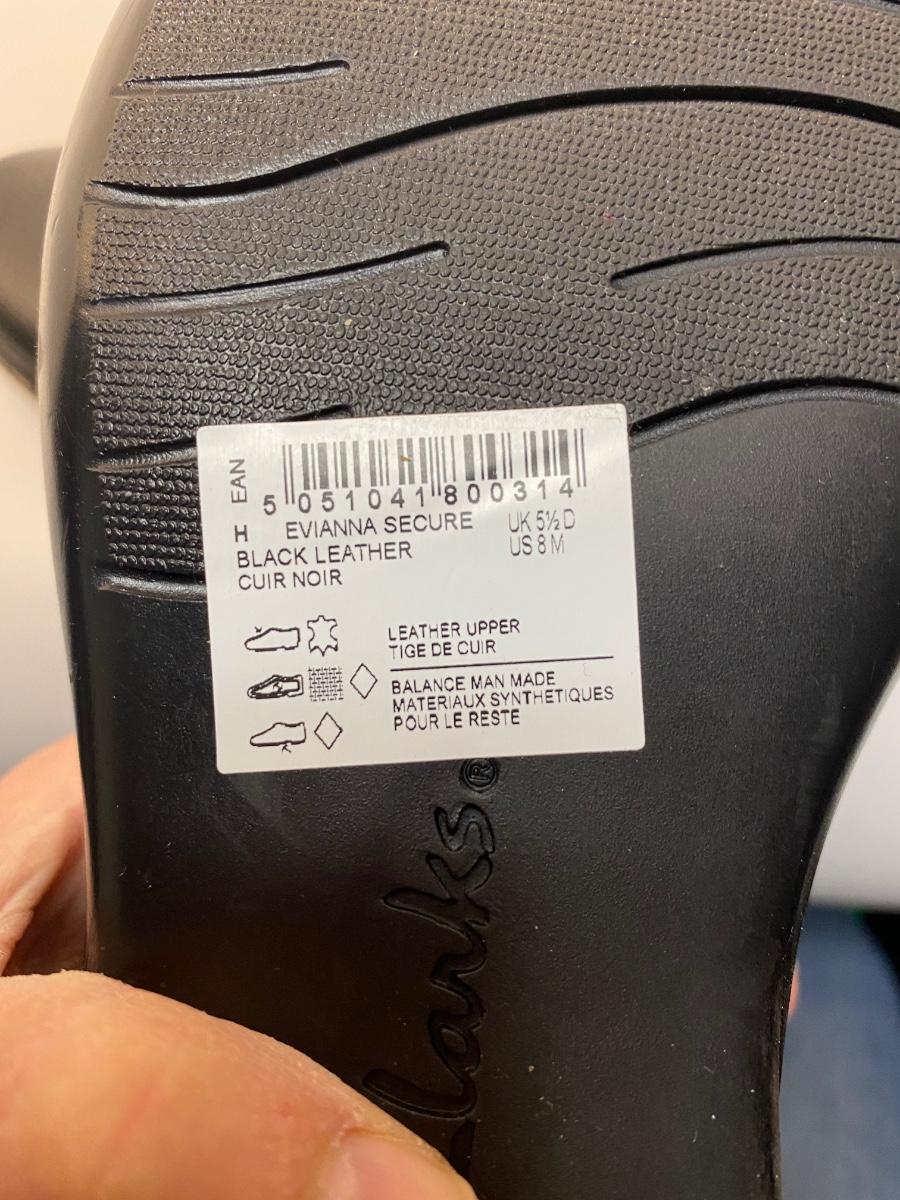 EAN
5 051041 800314
H EVIANNA SECURE UK 5½ D
BLACK LEATHER US 8 M
CUIR NOIR
LEATHER UPPER
TIGE DE CUIR
BALANCE MAN MADE
MATERIAUX SYNTHETIQUES
POUR LE RESTE
Clarks®